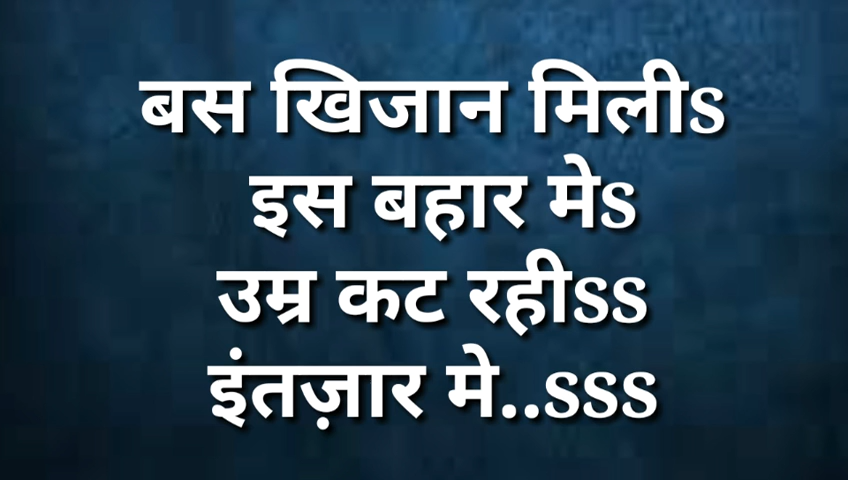 बस खिजान मिलीS
इस बहार मेS
उम्र कट रहीSS
इंतज़ार मे..SSS